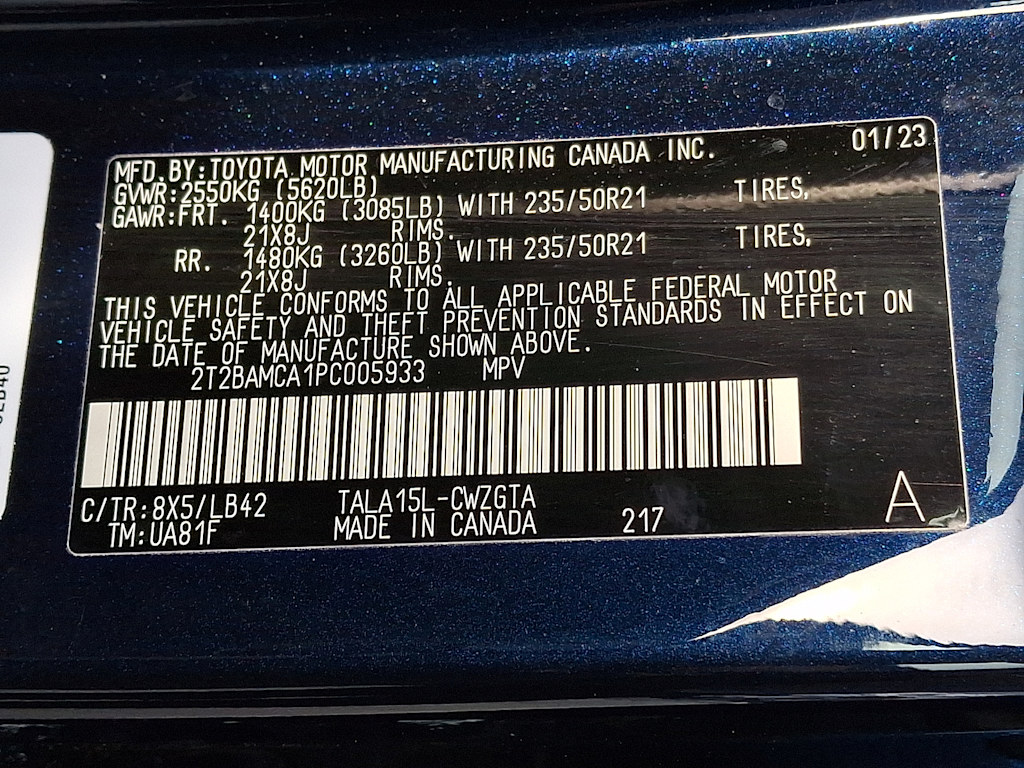 MFD.BY:TOYOTA MOTOR MANUFACTURING CANADA INC. 01/23
GVWR:2550KG (5620LB)
GAWR:FRT. 1400KG (3085LB) WITH 235/50R21 TIRES,
21X8J RIMS.
RR. 1480KG (3260LB) WITH 235/50R21 TIRES,
21X8J RIMS.
THIS VEHICLE CONFORMS TO ALL APPLICABLE FEDERAL MOTOR
VEHICLE SAFETY AND THEFT PREVENTION STANDARDS IN EFFECT ON
THE DATE OF MANUFACTURE SHOWN ABOVE.
2T2BAMCA1PC005933 MPV
C/TR:8X5/LB42 TALA15L-CWZGTA A
TM:UA81F MADE IN CANADA 217